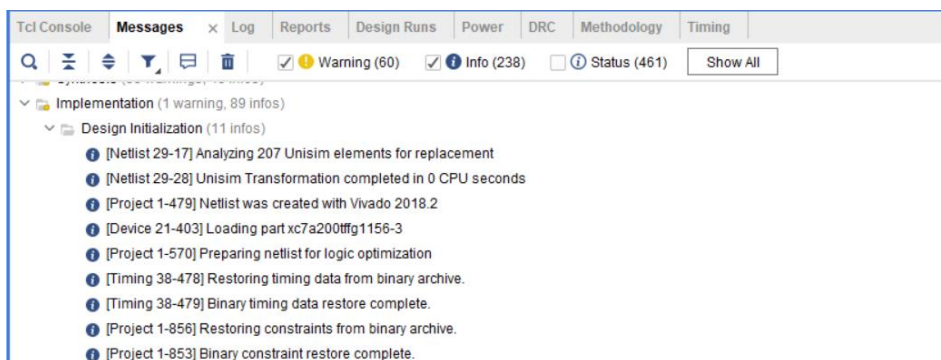 Tcl Console Messages × Log Reports Design Runs Power DRC Methodology Timing
Warning (60) Info (238) Status (461) Show All
Implementation (1 warning, 89 infos)
Design Initialization (11 infos)
[Netlist 29-17] Analyzing 207 Unisim elements for replacement
[Netlist 29-28] Unisim Transformation completed in 0 CPU seconds
[Project 1-479] Netlist was created with Vivado 2018.2
[Device 21-403] Loading part xc7a200tffg1156-3
[Project 1-570] Preparing netlist for logic optimization
[Timing 38-478] Restoring timing data from binary archive.
[Timing 38-479] Binary timing data restore complete.
[Project 1-856] Restoring constraints from binary archive.
[Project 1-853] Binary constraint restore complete.